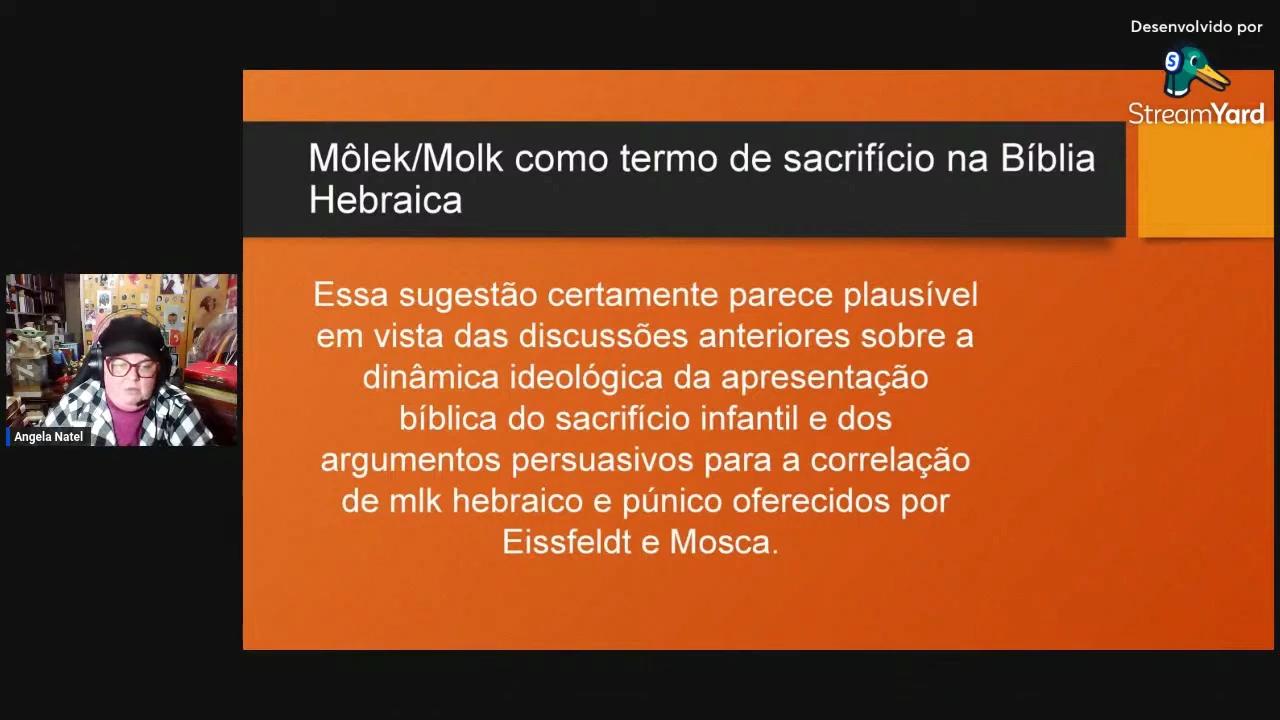 Desenvolvido por
StreamYard
Môlek/Molk como termo de sacrifício na Bíblia
Hebraica
Essa sugestão certamente parece plausível
em vista das discussões anteriores sobre a
dinâmica ideológica da apresentação
bíblica do sacrifício infantil e dos
argumentos persuasivos para a correlação
de mlk hebraico e púnico oferecidos por
Eissfeldt e Mosca.
Angela Natel